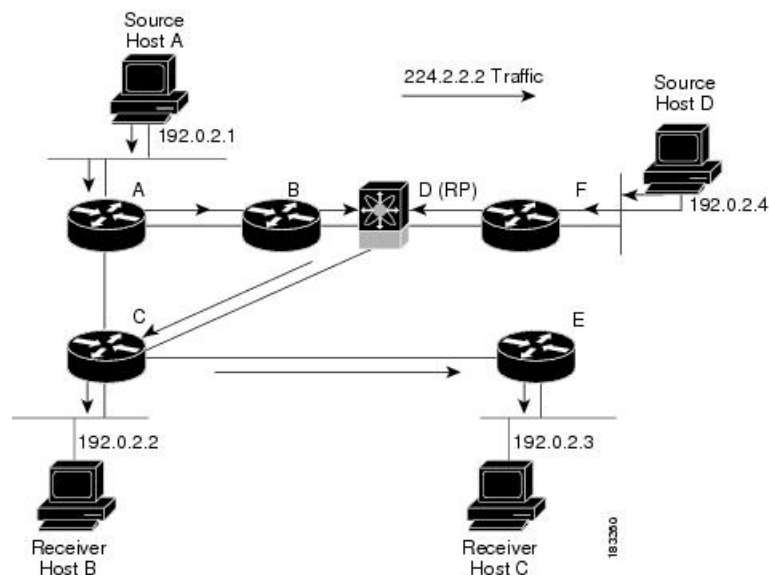 Source
Host A
224.2.2.2 Traffic
Source
Host D
192.0.2.1
A
B
D (RP)
F
192.0.2.4
C
E
192.0.2.2
192.0.2.3
Receiver
Host B
Receiver
Host C
183260